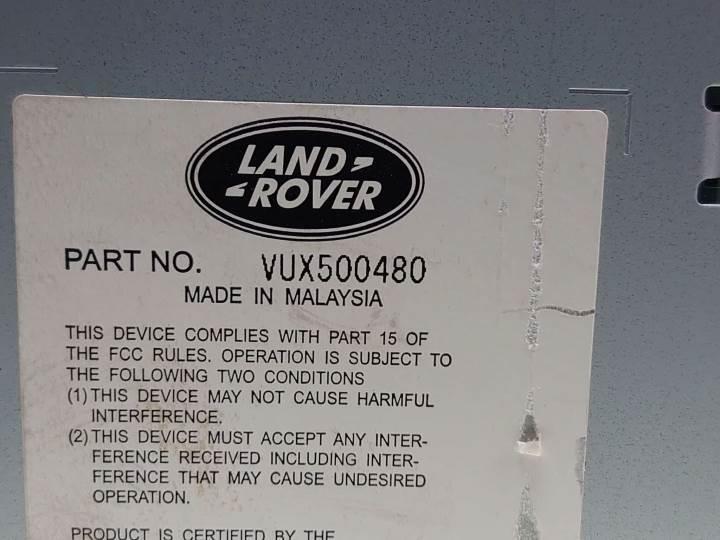 LAND
ROVER
PART NO. VUX500480
MADE IN MALAYSIA
THIS DEVICE COMPLIES WITH PART 15 OF
THE FCC RULES. OPERATION IS SUBJECT TO
THE FOLLOWING TWO CONDITIONS
(1) THIS DEVICE MAY NOT CAUSE HARMFUL
INTERFERENCE.
(2) THIS DEVICE MUST ACCEPT ANY INTER-
FERENCE RECEIVED INCLUDING INTER-
FERENCE THAT MAY CAUSE UNDESIRED
OPERATION.
PRODUCT IS CERTIFIED BY THE